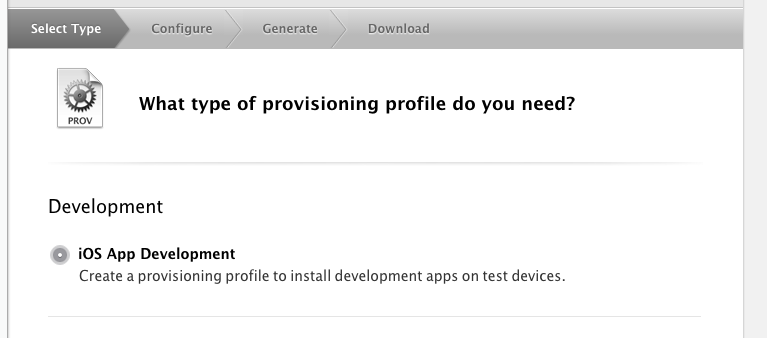 Select Type Configure Generate Download
PROV
What type of provisioning profile do you need?
Development
iOS App Development
Create a provisioning profile to install development apps on test devices.